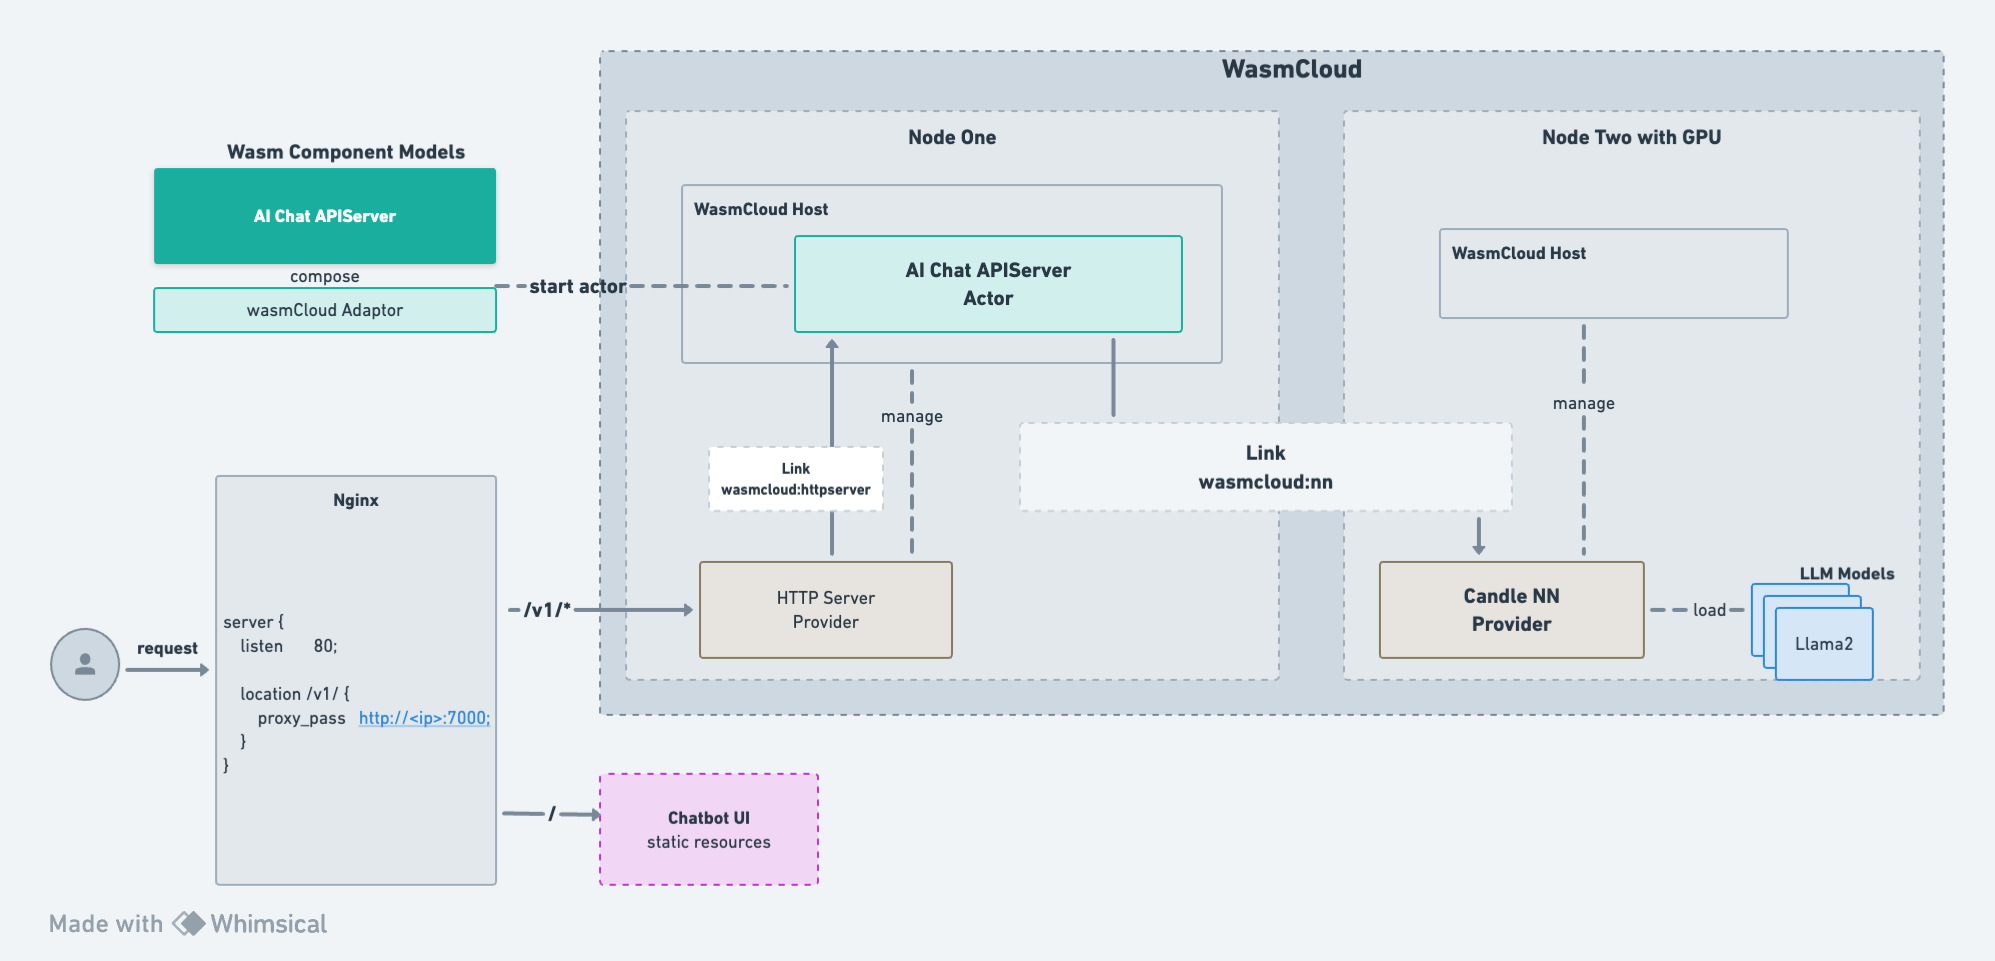 WasmCloud
Wasm Component Models
AI Chat APIServer
compose
wasmCloud Adaptor
start actor
Node One
WasmCloud Host
AI Chat APIServer
Actor
manage
Link
wasmcloud:httpserver
HTTP Server
Provider
Link
wasmcloud:nn
Node Two with GPU
WasmCloud Host
manage
Candle NN
Provider
load
LLM Models
Llama2
request
Nginx
server {
listen 80;
location /v1/ {
proxy_pass http://<ip>:7000;
}
}
/v1/*
/
Chatbot UI
static resources
Made with Whimsical